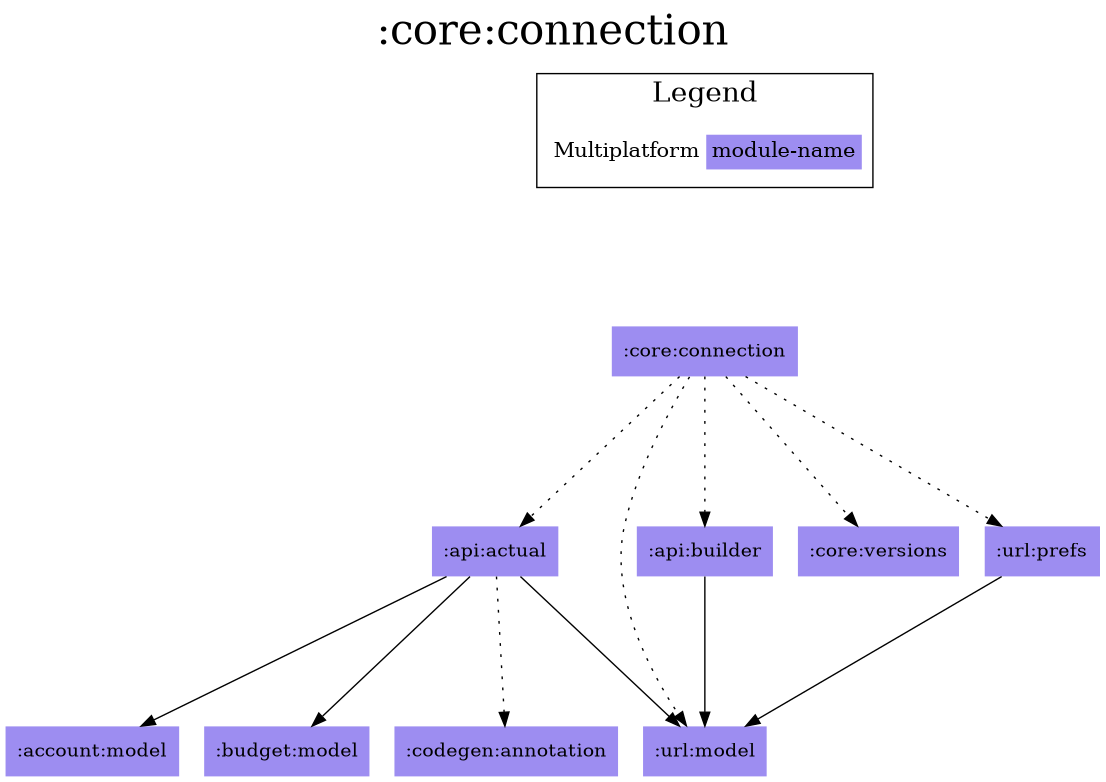 :core:connection
Legend
Multiplatform module-name
:core:connection
:api:actual :api:builder :core:versions :url:prefs
:account:model :budget:model :codegen:annotation :url:model